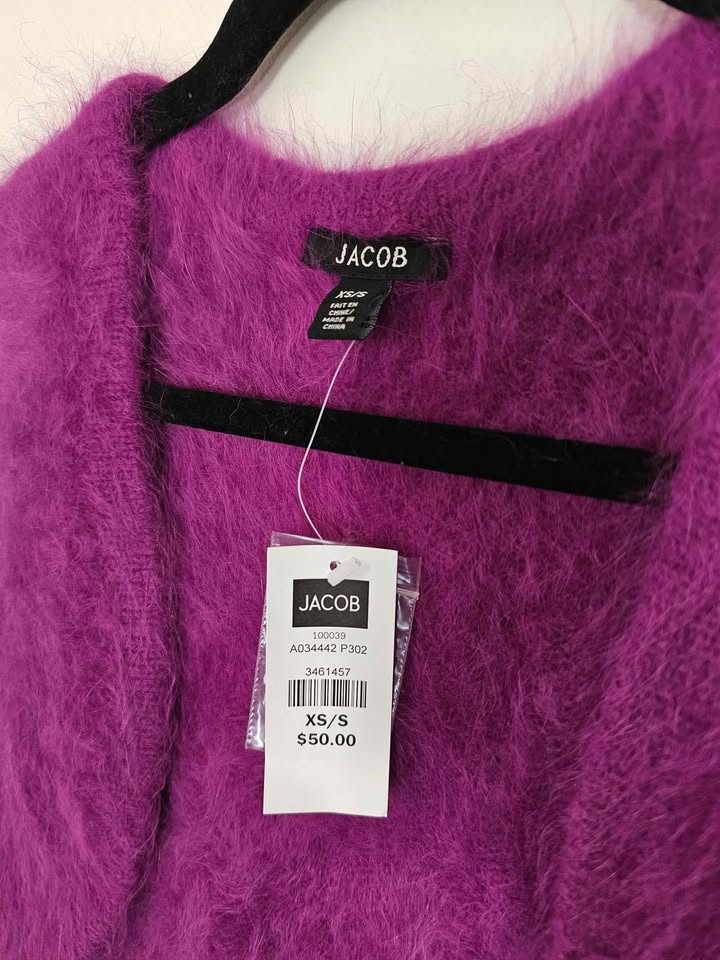 JACOB
XS/S
FAIT EN
CHINE/
MADE IN
CHINA
JACOB
100039
A034442 P302
3461457
XS/S
$50.00